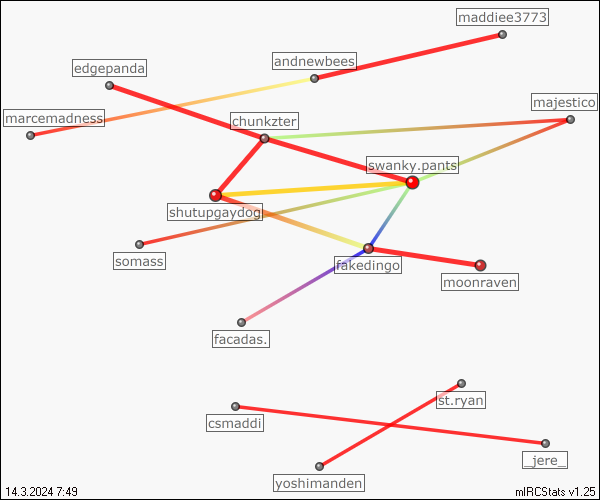 maddiee3773
andnewbees
edgepanda
majestico
marcemadness
chunkzter
swanky.pants
shutupgaydog
somass
fakedingo
moonraven
facadas.
st.ryan
csmaddi
_jere_
yoshimanden
14.3.2024 7:49
mIRCStats v1.25